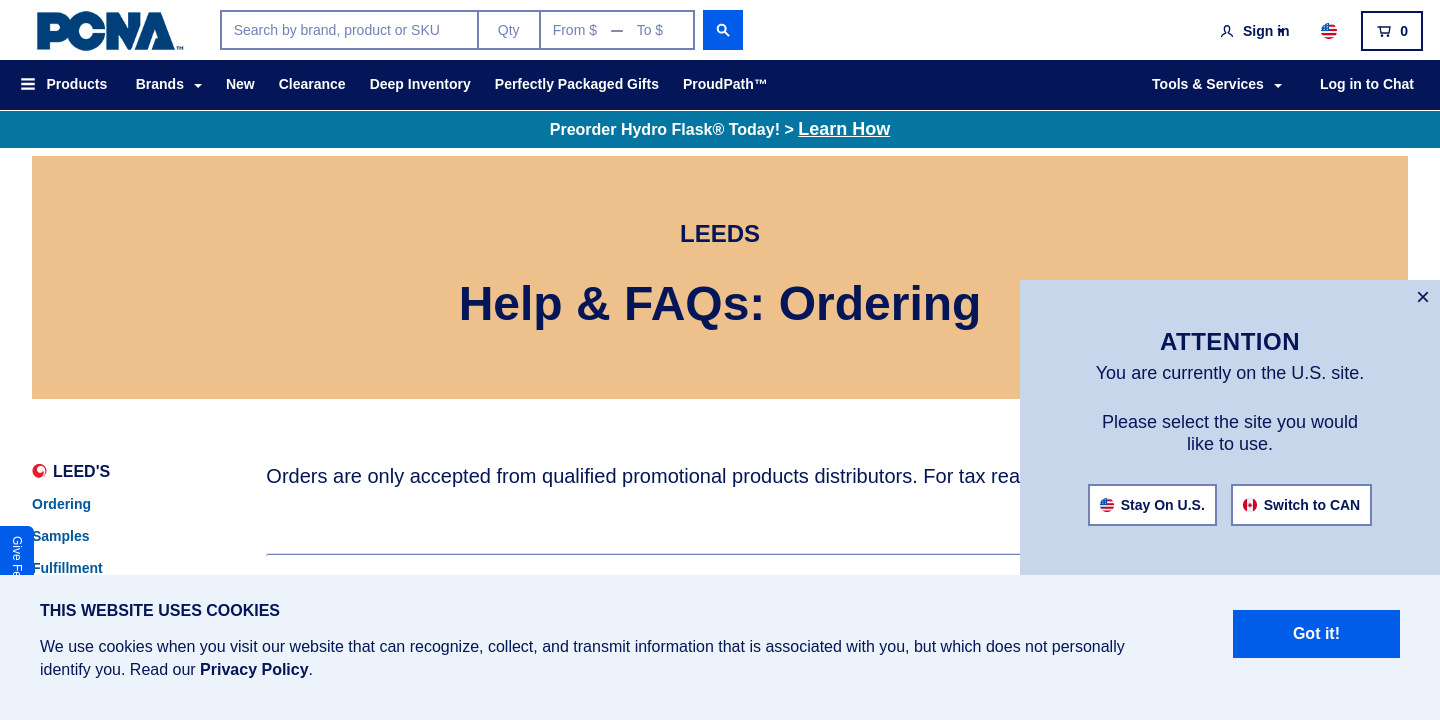 PCNA™
Search by brand, product or SKU
Qty
From $ — To $
Sign in
0
Products
Brands
New
Clearance
Deep Inventory
Perfectly Packaged Gifts
ProudPath™
Tools & Services
Log in to Chat
Preorder Hydro Flask® Today! > Learn How
LEEDS
Help & FAQs: Ordering
ATTENTION
You are currently on the U.S. site.
Please select the site you would
like to use.
Stay On U.S.
Switch to CAN
LEED'S
Ordering
Samples
Fulfillment
Orders are only accepted from qualified promotional products distributors. For tax rea
Give Fe
THIS WEBSITE USES COOKIES
We use cookies when you visit our website that can recognize, collect, and transmit information that is associated with you, but which does not personally
identify you. Read our Privacy Policy.
Got it!